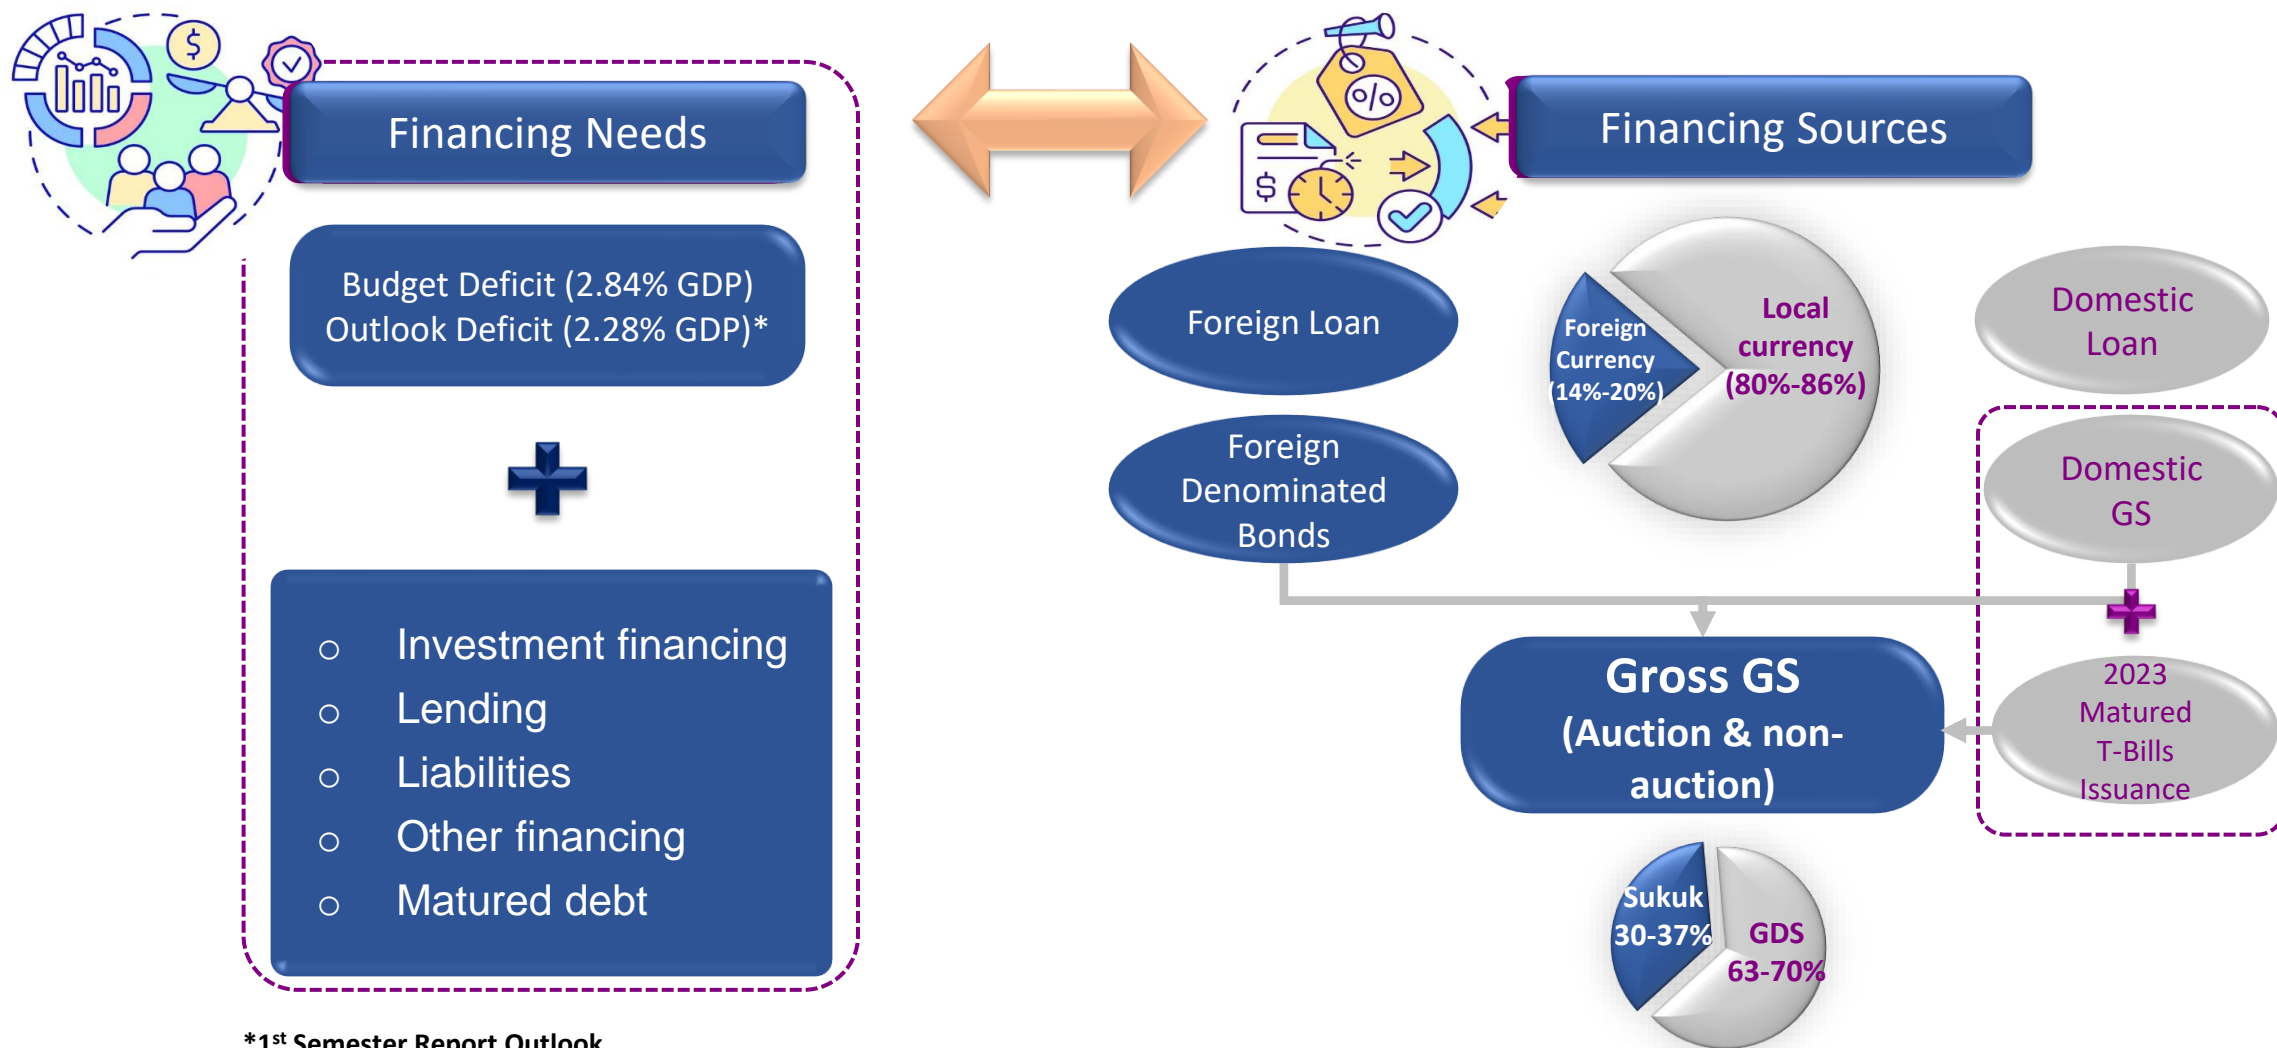 Financing Needs
Budget Deficit (2.84% GDP)
Outlook Deficit (2.28% GDP)*
o Investment financing
o Lending
o Liabilities
o Other financing
o Matured debt
*1st Semester Report Outlook
$
%
$
Financing Sources
Foreign Loan
Foreign
Denominated
Bonds
Foreign
Currency
(14%-20%)
Local
currency
(80%-86%)
Domestic
Loan
Domestic
GS
2023
Matured
T-Bills
Issuance
Gross GS
(Auction & non-
auction)
Sukuk
30-37%
GDS
63-70%